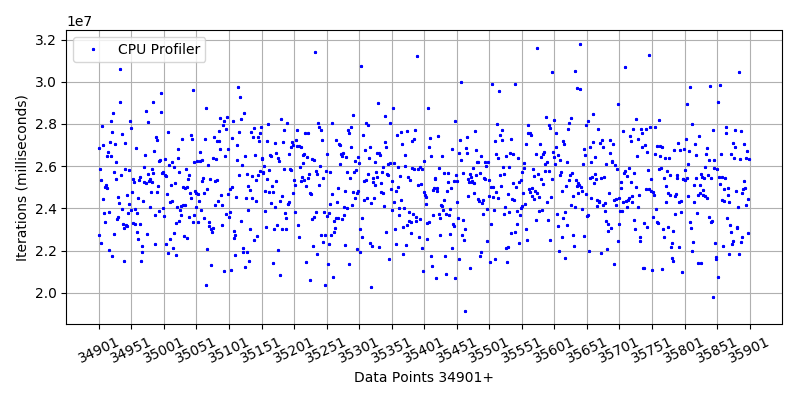 1e7
CPU Profiler
3.2
3.0
2.8
2.6
2.4
2.2
2.0
Iterations (milliseconds)
34901 34951 35001 35051 35101 35151 35201 35251 35301 35351 35401 35451 35501 35551 35601 35651 35701 35751 35801 35851 35901
Data Points 34901+